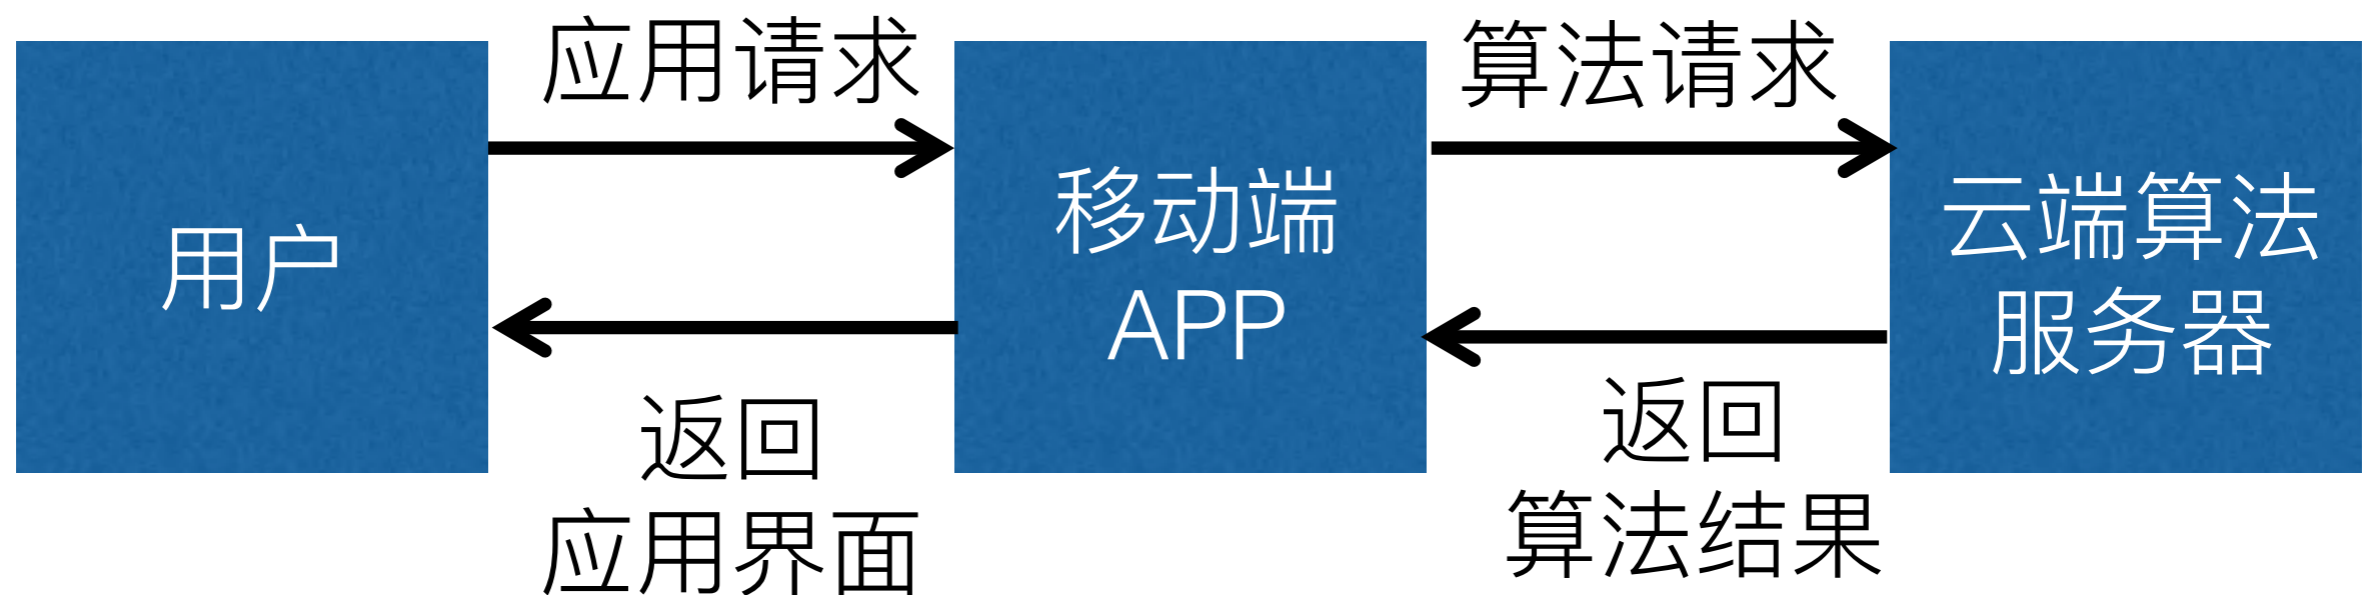 应用请求
算法请求
用户
移动端
APP
云端算法
服务器
返回
应用界面
返回
算法结果